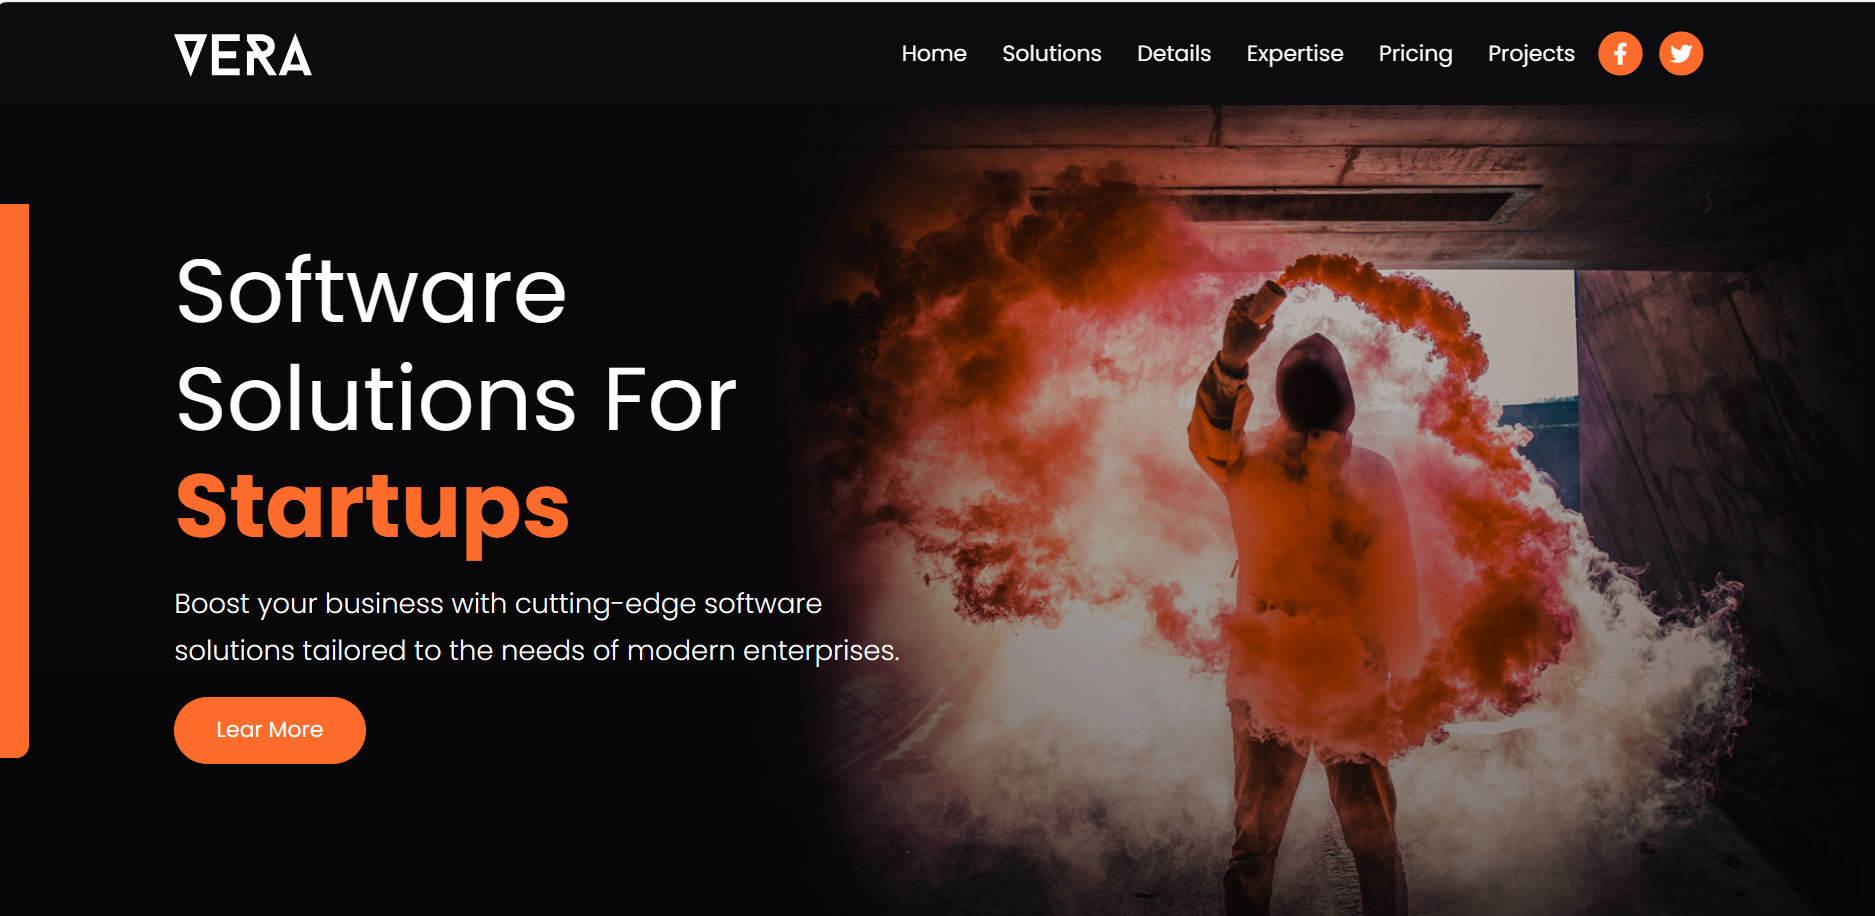 VERA
Home Solutions Details Expertise Pricing Projects
Software
Solutions For
Startups
Boost your business with cutting-edge software
solutions tailored to the needs of modern enterprises.
Lear More